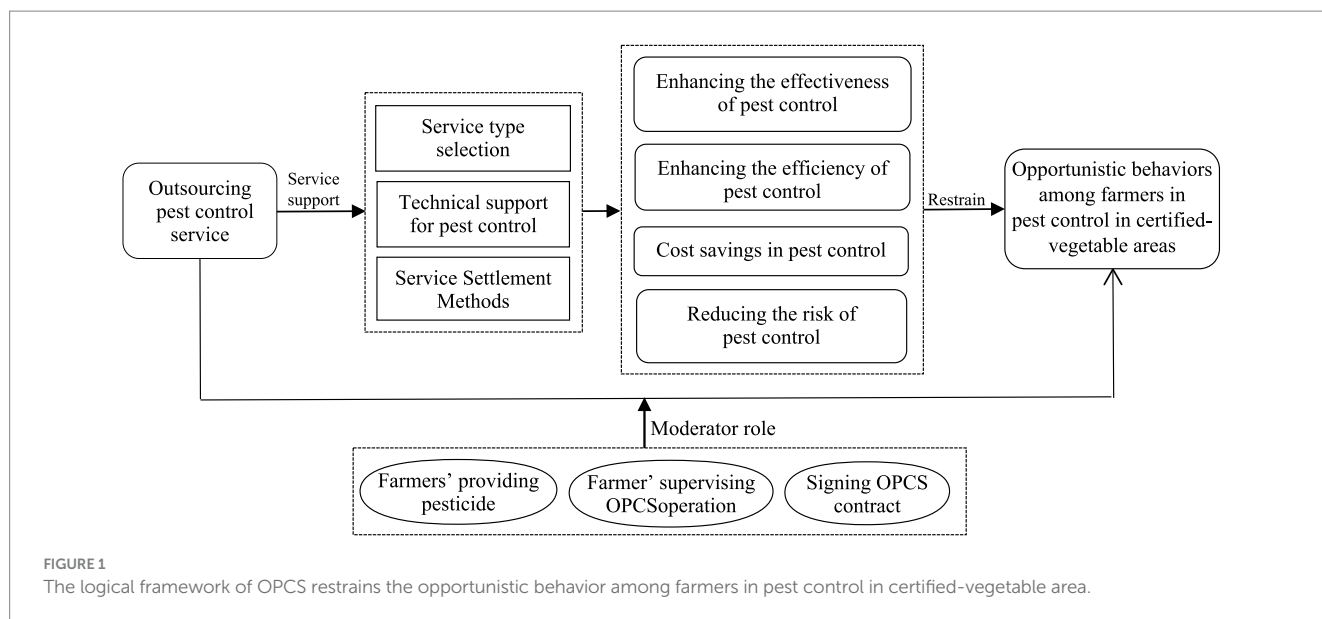 Outsourcing
pest control
service
Service
support
Service type
selection
Technical support
for pest control
Service Settlement
Methods
Enhancing the effectiveness
of pest control
Enhancing the efficiency of
pest control
Cost savings in pest control
Reducing the risk of
pest control
Restrain
Opportunistic behaviors
among farmers in
pest control in certified-
vegetable areas
Moderator role
Farmers’ providing
pesticide
Farmer’ supervising
OPCSoperation
Signing OPCS
contract
FIGURE 1
The logical framework of OPCS restrains the opportunistic behavior among farmers in pest control in certified-vegetable area.